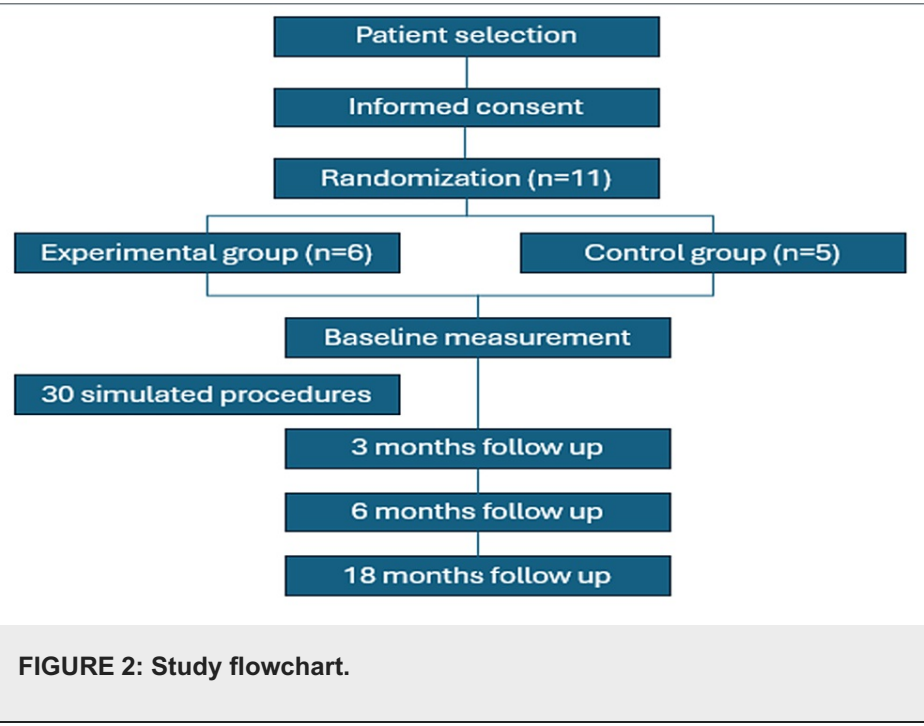 Patient selection
Informed consent
Randomization (n=11)
Experimental group (n=6)
Control group (n=5)
Baseline measurement
30 simulated procedures
3 months follow up
6 months follow up
18 months follow up
FIGURE 2: Study flowchart.